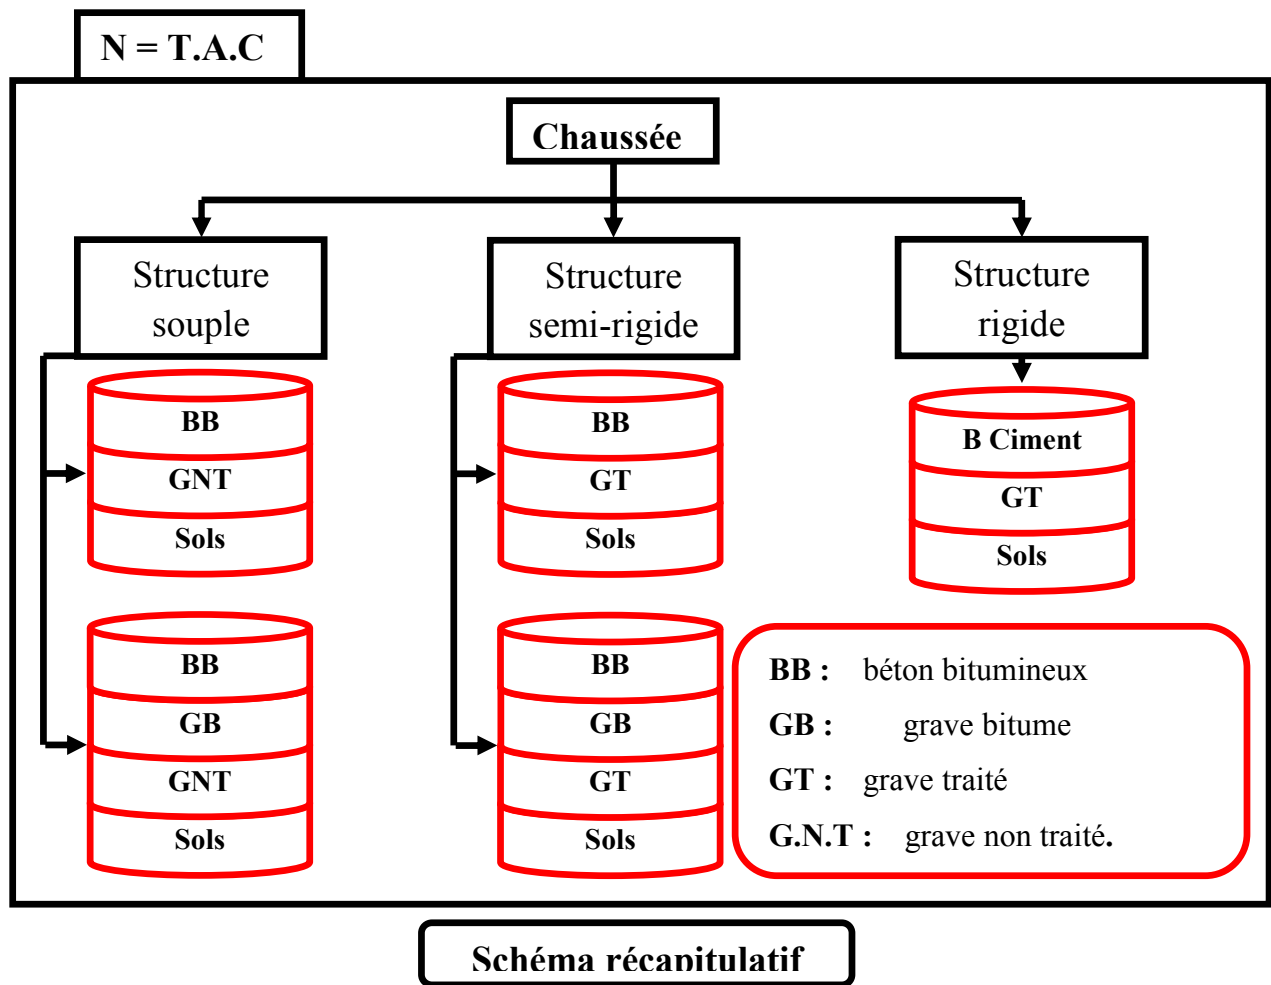 N = T.A.C
Chaussée
Structure
souple
Structure
semi-rigide
Structure
rigide
BB
GNT
Sols
BB
GT
Sols
B Ciment
GT
Sols
BB
GB
GNT
Sols
BB
GB
GT
Sols
BB : béton bitumineux
GB : grave bitume
GT : grave traité
G.N.T : grave non traité.
Schéma récapitulatif